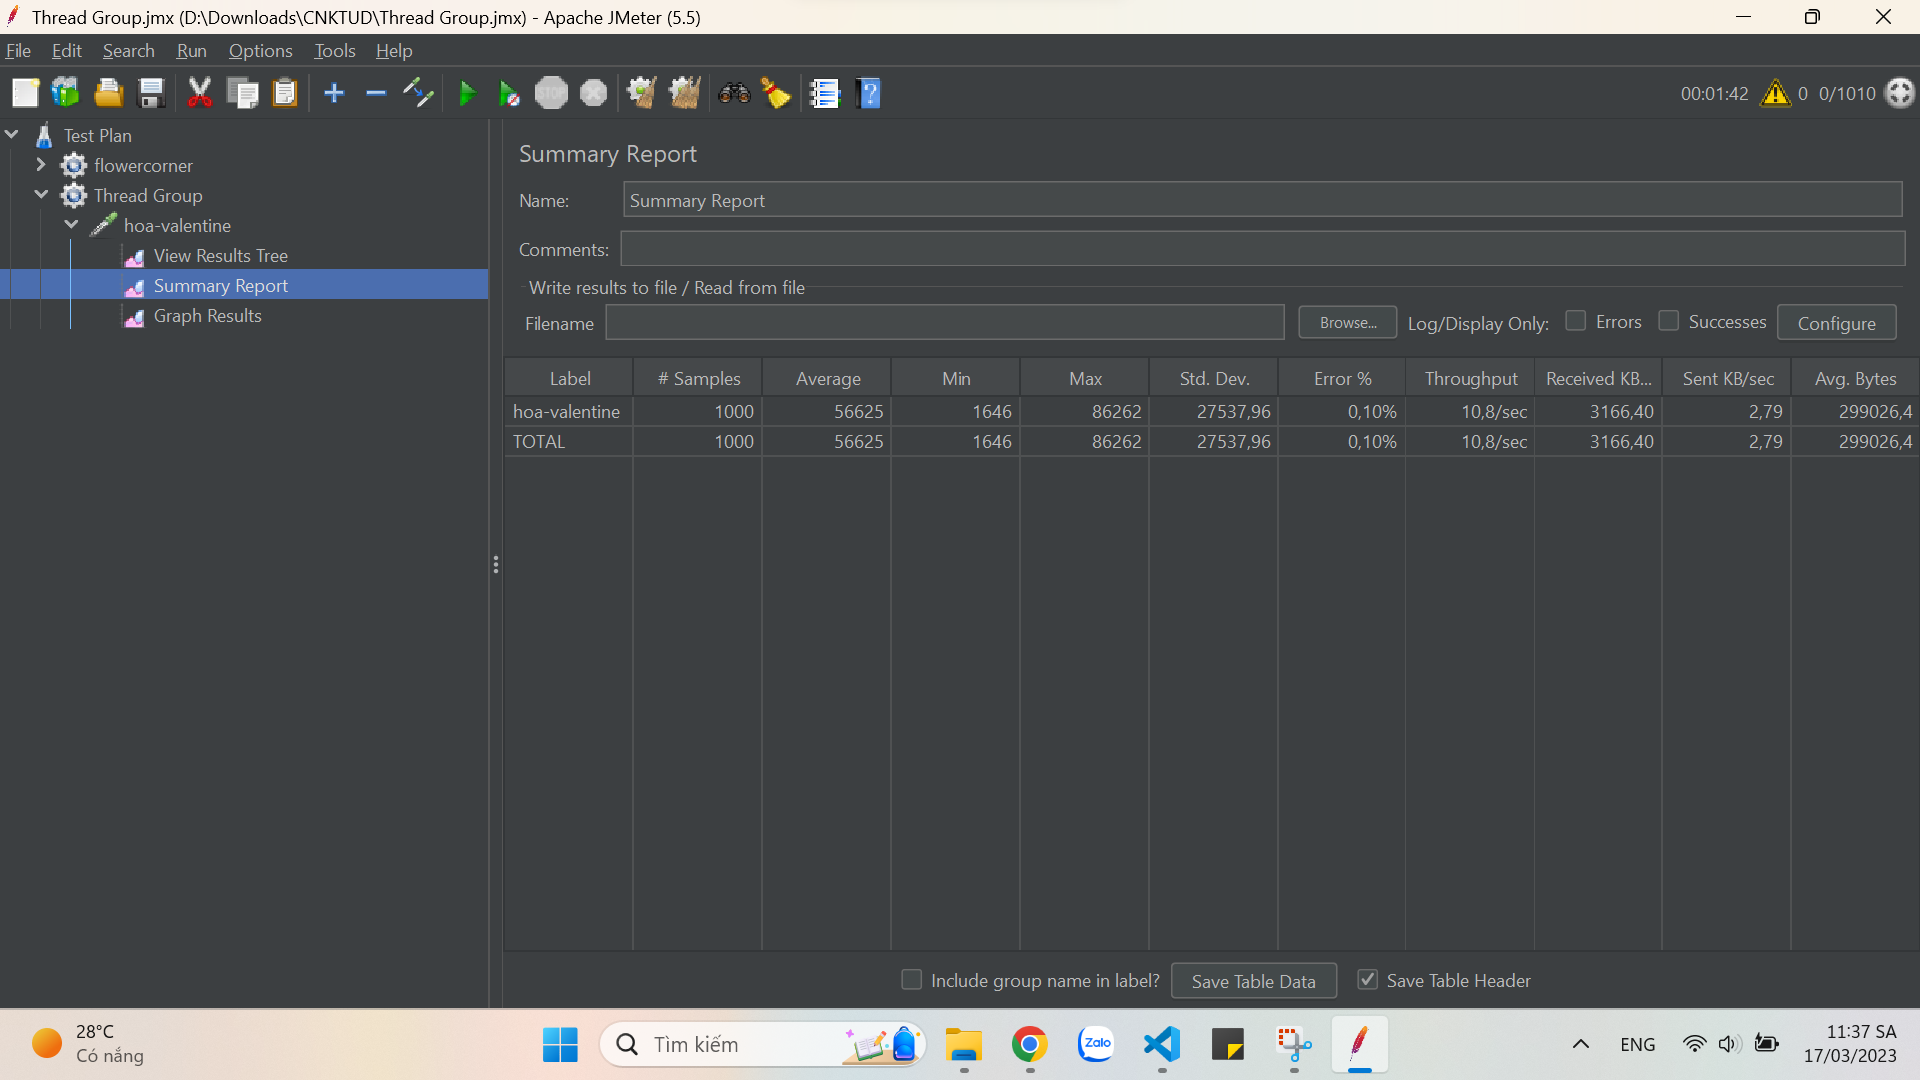 Thread Group.jmx (D:\Downloads\CNKTUD\Thread Group.jmx) - Apache JMeter (5.5)
File Edit Search Run Options Tools Help
STOP 00:01:42 0 0/1010
Test Plan
flowercorner
Thread Group
hoa-valentine
View Results Tree
Summary Report
Graph Results
Summary Report
Name: Summary Report
Comments:
Write results to file / Read from file
Filename Browse... Log/Display Only: Errors Successes Configure
Label # Samples Average Min Max Std. Dev. Error % Throughput Received KB... Sent KB/sec Avg. Bytes
hoa-valentine 1000 56625 1646 86262 27537,96 0,10% 10,8/sec 3166,40 2,79 299026,4
TOTAL 1000 56625 1646 86262 27537,96 0,10% 10,8/sec 3166,40 2,79 299026,4
Include group name in label? Save Table Data Save Table Header
28°C
Có nắng
Tìm kiếm
Zalo
ENG
11:37 SA
17/03/2023